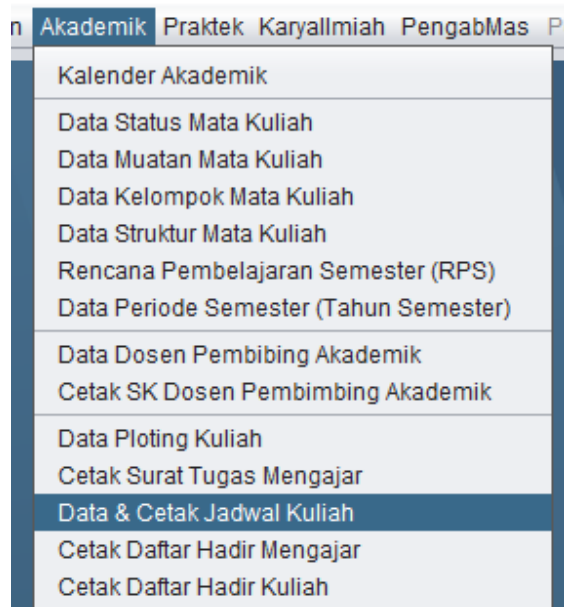 n Akademik Praktek KaryaIlmiah PengabMas P
Kalender Akademik
Data Status Mata Kuliah
Data Muatan Mata Kuliah
Data Kelompok Mata Kuliah
Data Struktur Mata Kuliah
Rencana Pembelajaran Semester (RPS)
Data Periode Semester (Tahun Semester)
Data Dosen Pembibing Akademik
Cetak SK Dosen Pembimbing Akademik
Data Ploting Kuliah
Cetak Surat Tugas Mengajar
Data & Cetak Jadwal Kuliah
Cetak Daftar Hadir Mengajar
Cetak Daftar Hadir Kuliah